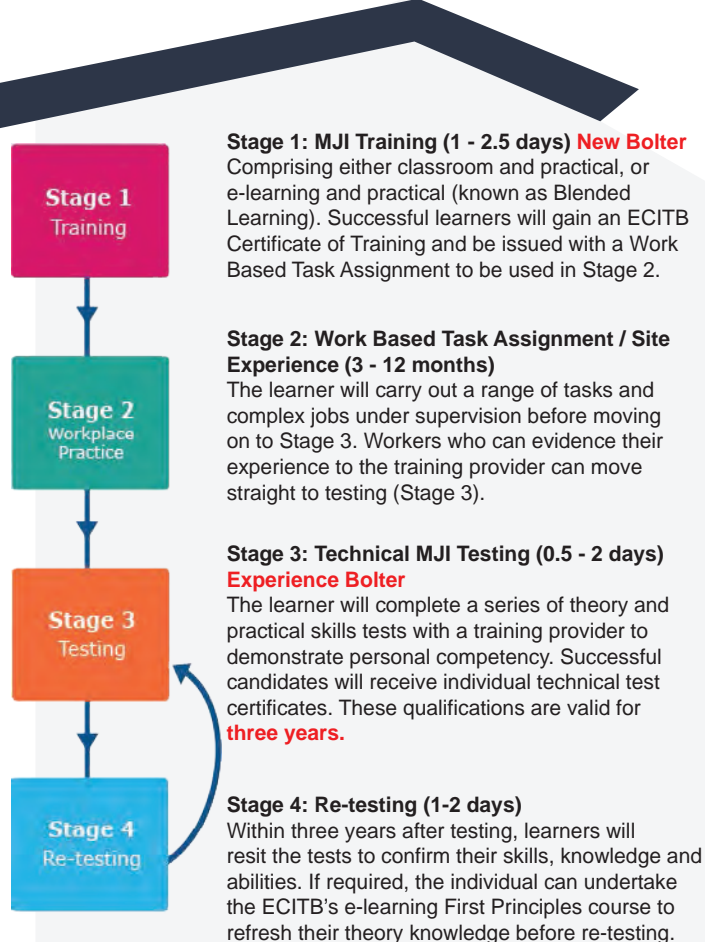 Stage 1
Training
Stage 1: MJI Training (1 - 2.5 days) New Bolter
Comprising either classroom and practical, or
e-learning and practical (known as Blended
Learning). Successful learners will gain an ECITB
Certificate of Training and be issued with a Work
Based Task Assignment to be used in Stage 2.
Stage 2
Workplace
Practice
Stage 2: Work Based Task Assignment / Site
Experience (3 - 12 months)
The learner will carry out a range of tasks and
complex jobs under supervision before moving
on to Stage 3. Workers who can evidence their
experience to the training provider can move
straight to testing (Stage 3).
Stage 3
Testing
Stage 3: Technical MJI Testing (0.5 - 2 days)
Experience Bolter
The learner will complete a series of theory and
practical skills tests with a training provider to
demonstrate personal competency. Successful
candidates will receive individual technical test
certificates. These qualifications are valid for
three years.
Stage 4
Re-testing
Stage 4: Re-testing (1-2 days)
Within three years after testing, learners will
resit the tests to confirm their skills, knowledge and
abilities. If required, the individual can undertake
the ECITB's e-learning First Principles course to
refresh their theory knowledge before re-testing.